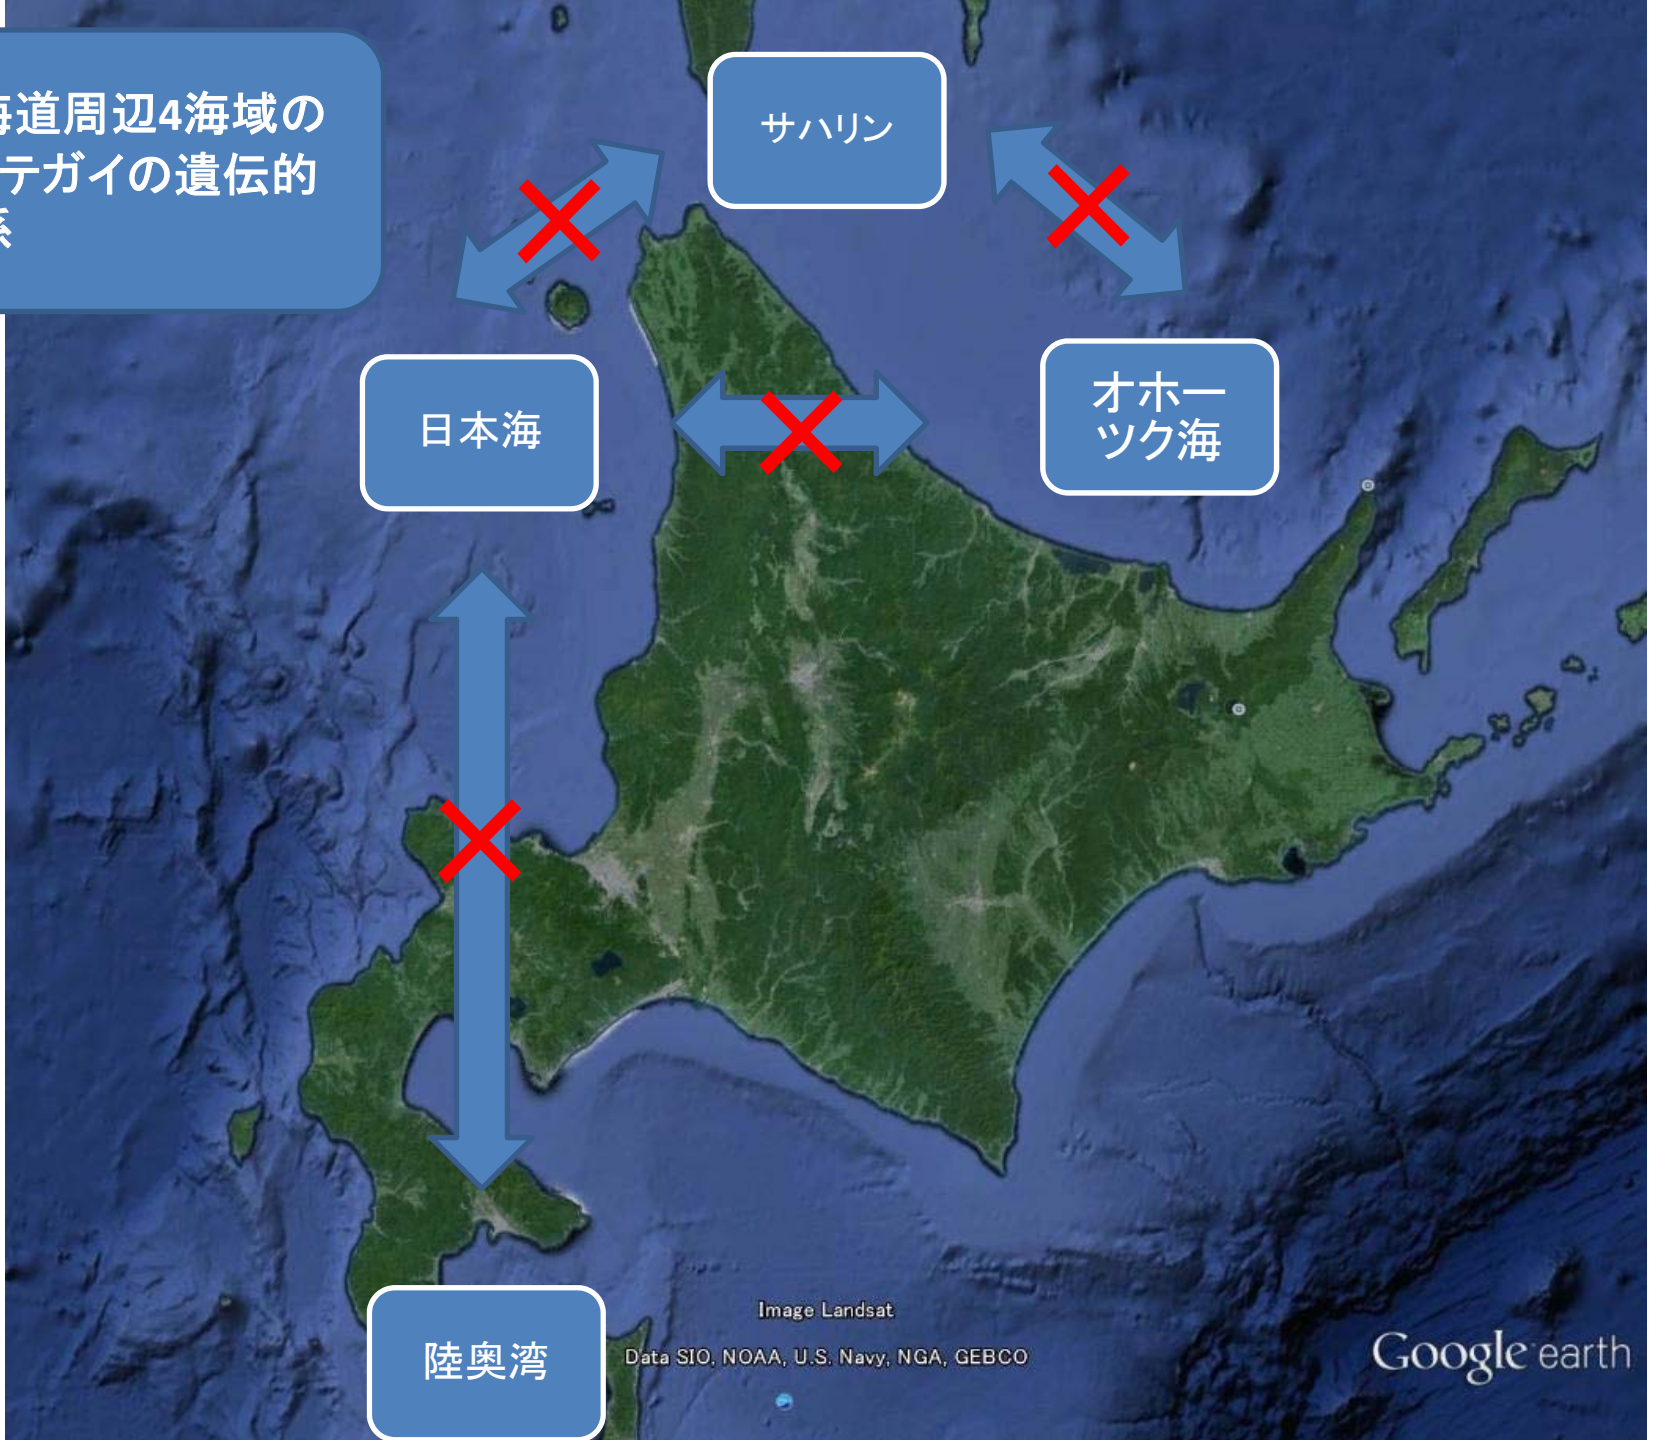 海道周辺4海域の
テガイの遺伝的
系
サハリン
日本海
オホー
ツク海
陸奥湾
Image Landsat
Data SIO, NOAA, U.S. Navy, NGA, GEBCO
Google earth